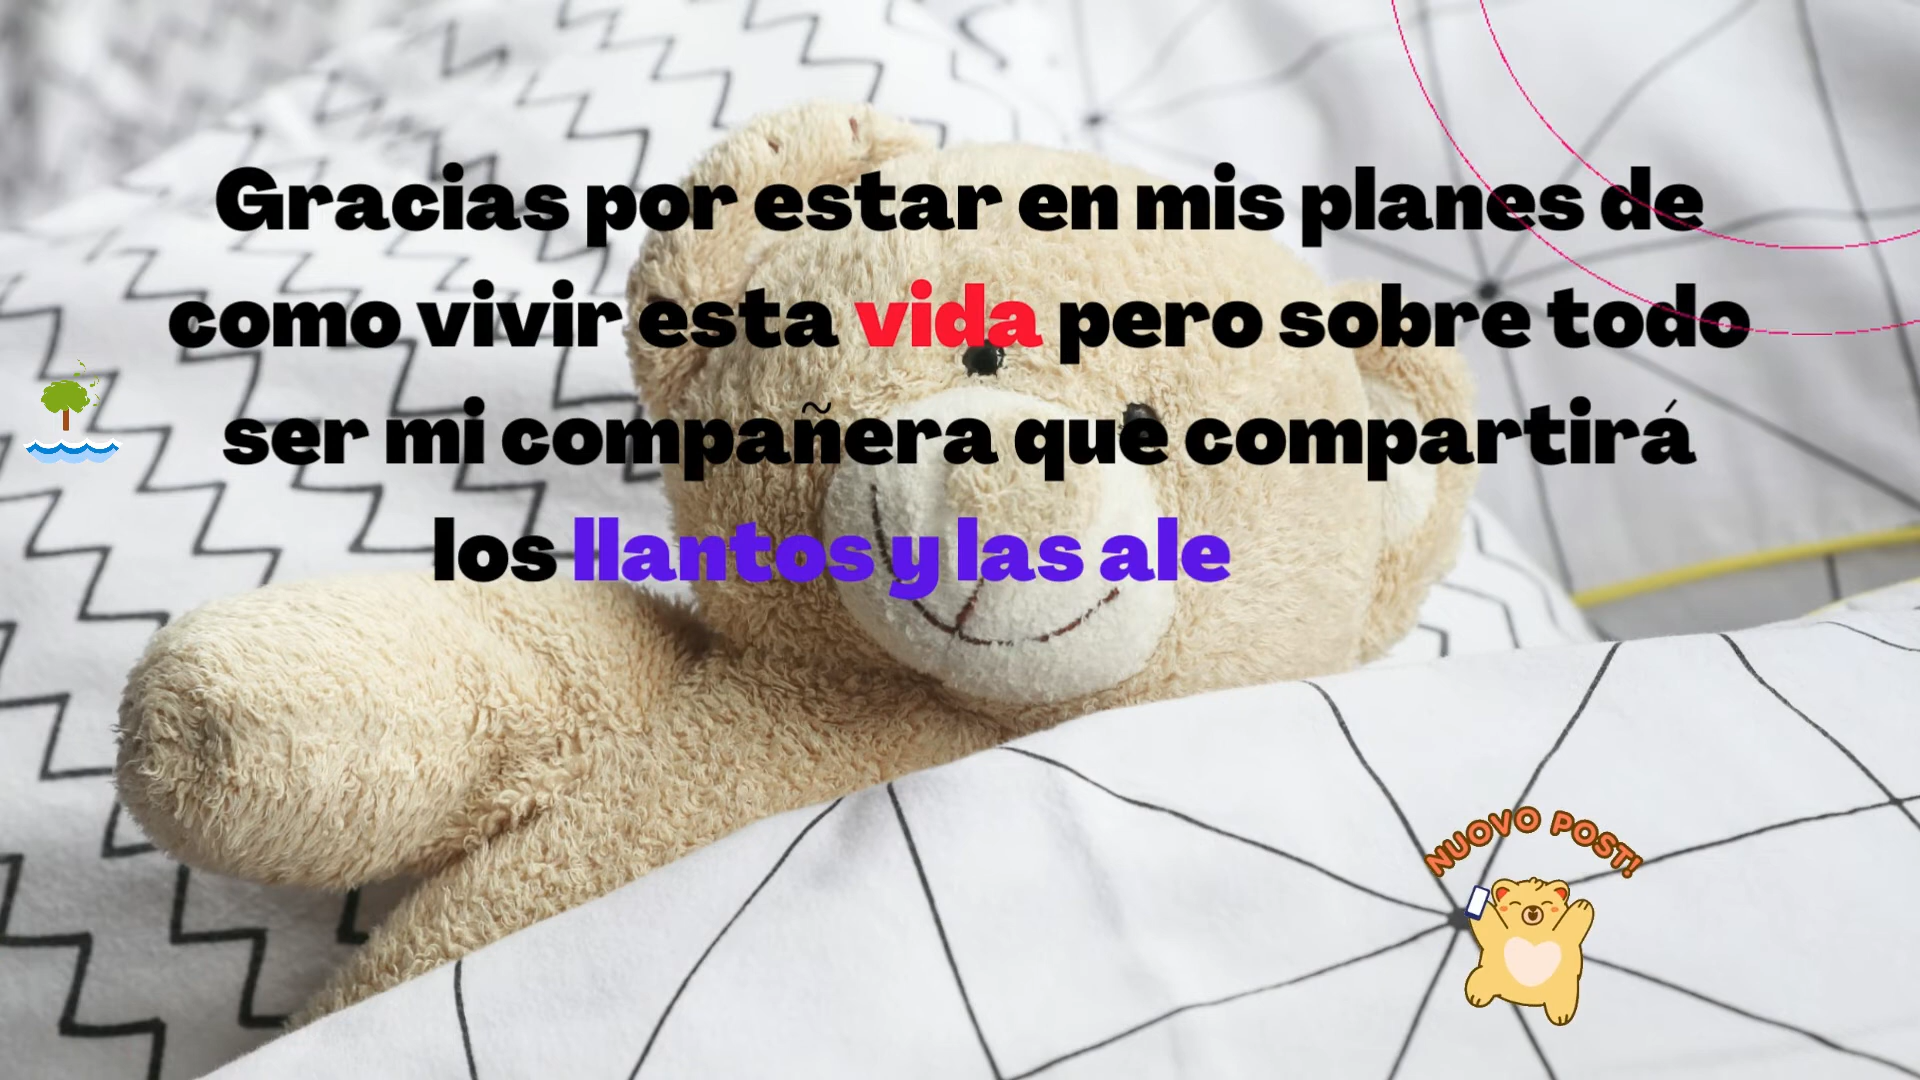 Gracias por estar en mis planes de
como vivir esta vida pero sobre todo
ser mi compañera que compartirá
los llantos y las ale
NUOVO POST!